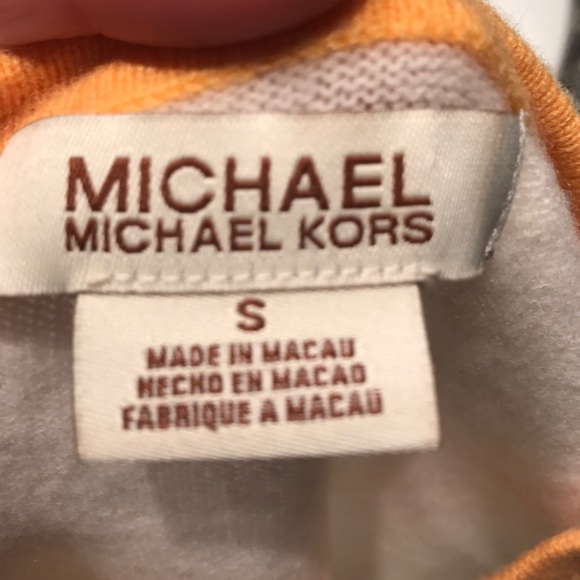 MICHAEL
MICHAEL KORS
S
MADE IN MACAU
HECHO EN MACAO
FABRIQUE A MACAU